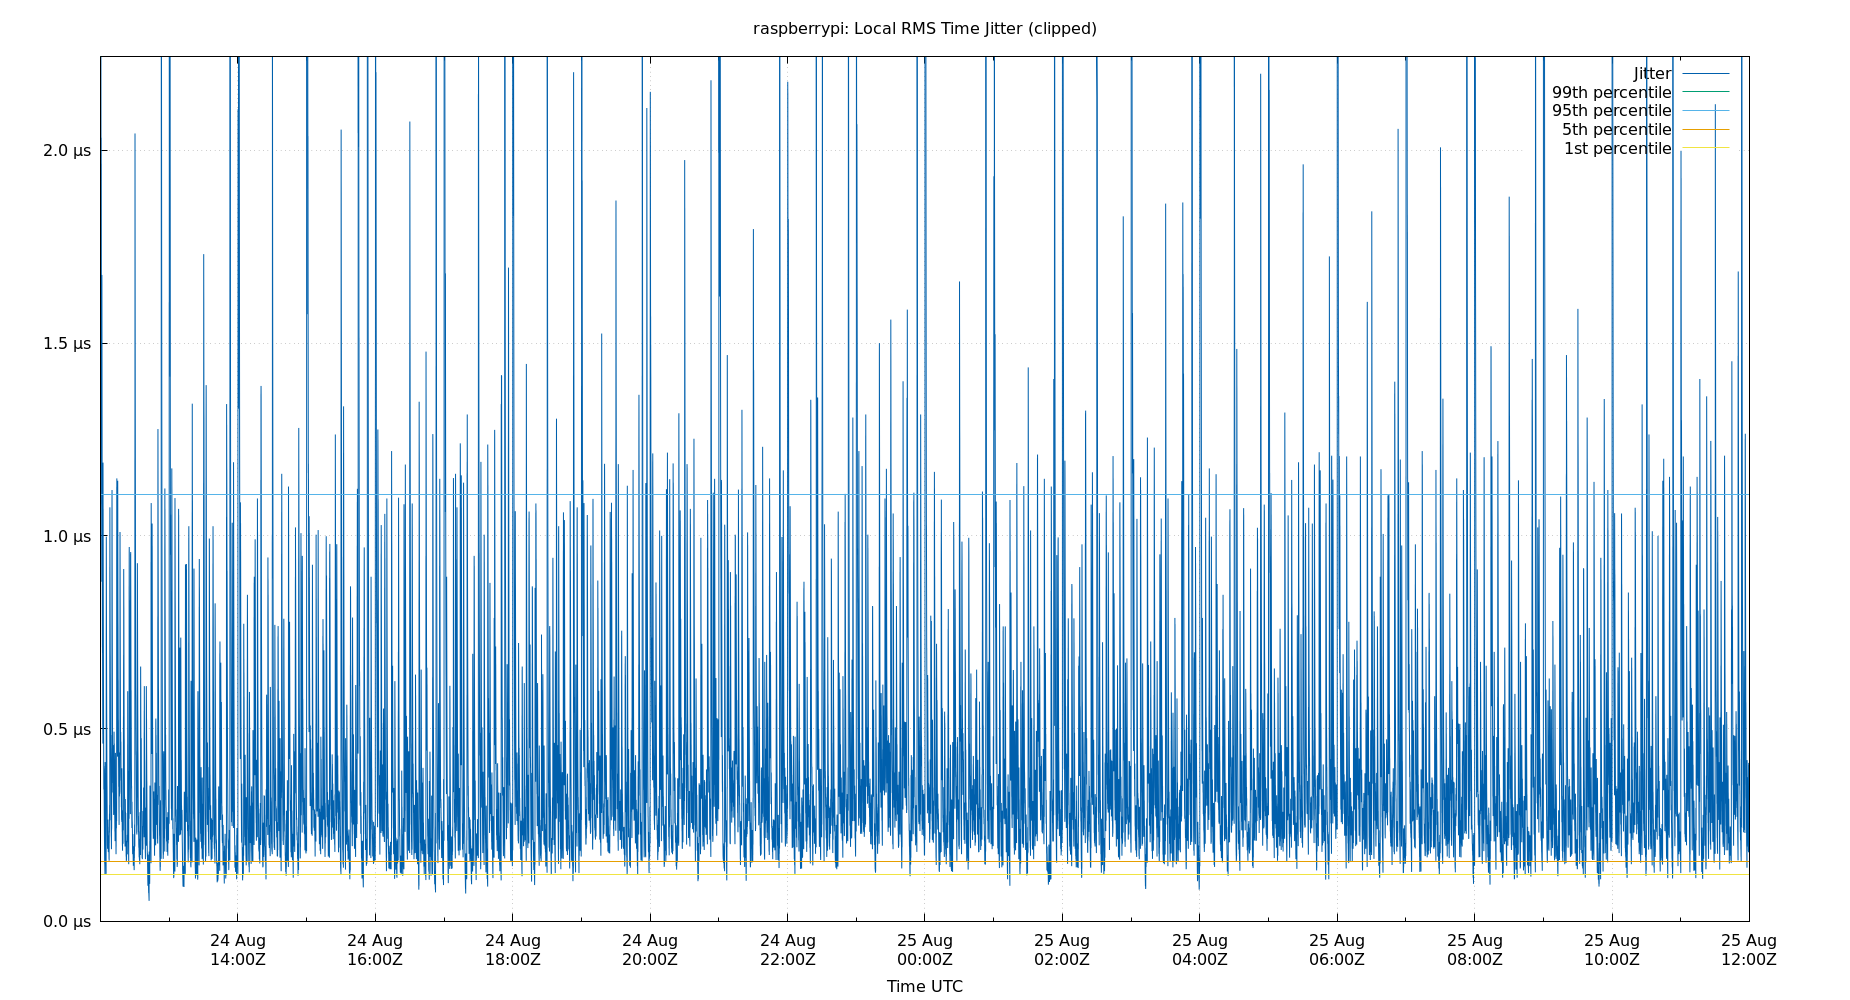 raspberrypi: Local RMS Time Jitter (clipped)
Jitter
99th percentile
95th percentile
5th percentile
1st percentile
2.0 µs
1.5 µs
1.0 µs
0.5 µs
0.0 µs
24 Aug 24 Aug 24 Aug 24 Aug 24 Aug 25 Aug 25 Aug 25 Aug 25 Aug 25 Aug 25 Aug 25 Aug
14:00Z 16:00Z 18:00Z 20:00Z 22:00Z 00:00Z 02:00Z 04:00Z 06:00Z 08:00Z 10:00Z 12:00Z
Time UTC